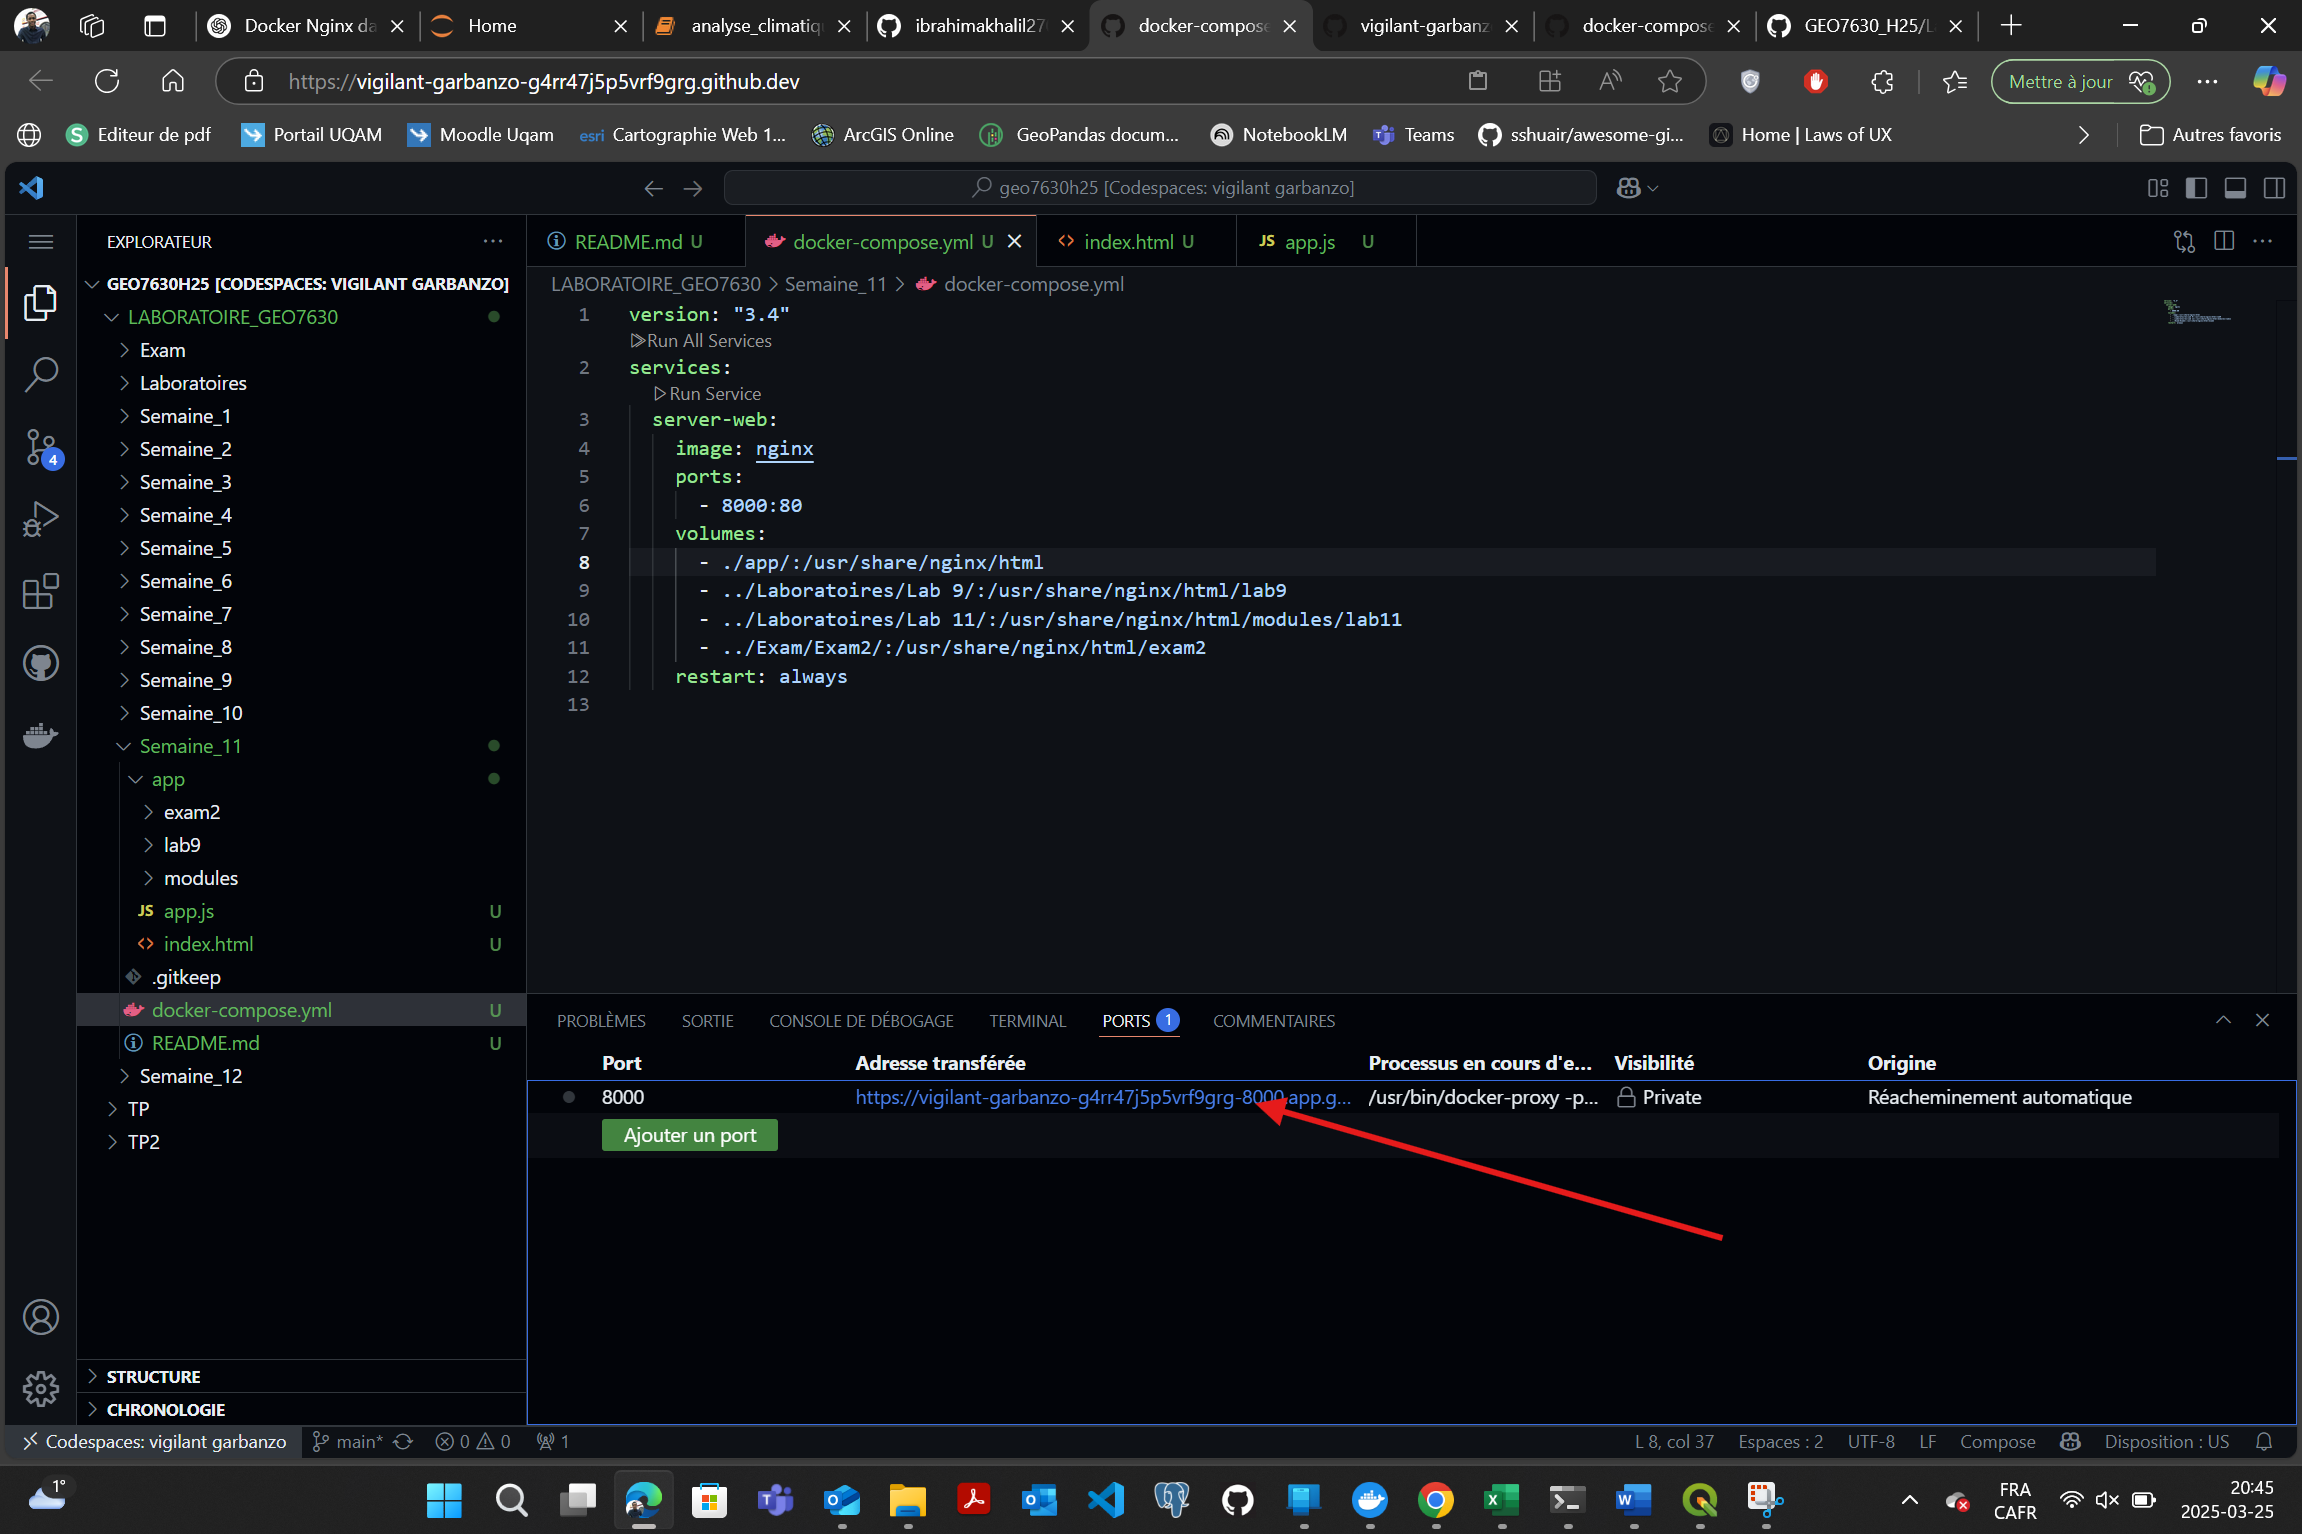 Docker Nginx da
Home
analyse_climatiq
ibrahimakhalil27
docker-compose
vigilant-garbanz
docker-compose
GEO7630_H25/L
https://vigilant-garbanzo-g4rr47j5p5vrf9grg.github.dev
Mettre à jour
Editeur de pdf
Portail UQAM
Moodle Uqam
esri Cartographie Web 1...
ArcGIS Online
GeoPandas docum...
NotebookLM
Teams
sshuair/awesome-gi...
Home | Laws of UX
Autres favoris
geo7630h25 [Codespaces: vigilant garbanzo]
EXPLORATEUR
README.md U
docker-compose.yml U
index.html U
JS app.js U
GEO7630H25 [CODESPACES: VIGILANT GARBANZO]
LABORATOIRE_GEO7630
Exam
Laboratoires
Semaine_1
Semaine_2
Semaine_3
Semaine_4
Semaine_5
Semaine_6
Semaine_7
Semaine_8
Semaine_9
Semaine_10
Semaine_11
app
exam2
lab9
modules
JS app.js U
index.html U
.gitkeep
docker-compose.yml U
README.md U
Semaine_12
TP
TP2
STRUCTURE
CHRONOLOGIE
4
LABORATOIRE_GEO7630 > Semaine_11 > docker-compose.yml
1 version: "3.4"
Run All Services
2 services:
Run Service
3 server-web:
4 image: nginx
5 ports:
6 - 8000:80
7 volumes:
8 - ./app/:/usr/share/nginx/html
9 - ../Laboratoires/Lab 9/:/usr/share/nginx/html/lab9
10 - ../Laboratoires/Lab 11/:/usr/share/nginx/html/modules/lab11
11 - ../Exam/Exam2/:/usr/share/nginx/html/exam2
12 restart: always
13
PROBLÈMES SORTIE CONSOLE DE DÉBOGAGE TERMINAL PORTS 1 COMMENTAIRES
Port Adresse transférée Processus en cours d'e... Visibilité Origine
8000 https://vigilant-garbanzo-g4rr47j5p5vrf9grg-8000.app.g... /usr/bin/docker-proxy -p... Private Réacheminement automatique
Ajouter un port
Codespaces: vigilant garbanzo main* 0 0 1 L 8, col 37 Espaces : 2 UTF-8 LF Compose Disposition : US
1°
FRA
CAFR
20:45
2025-03-25